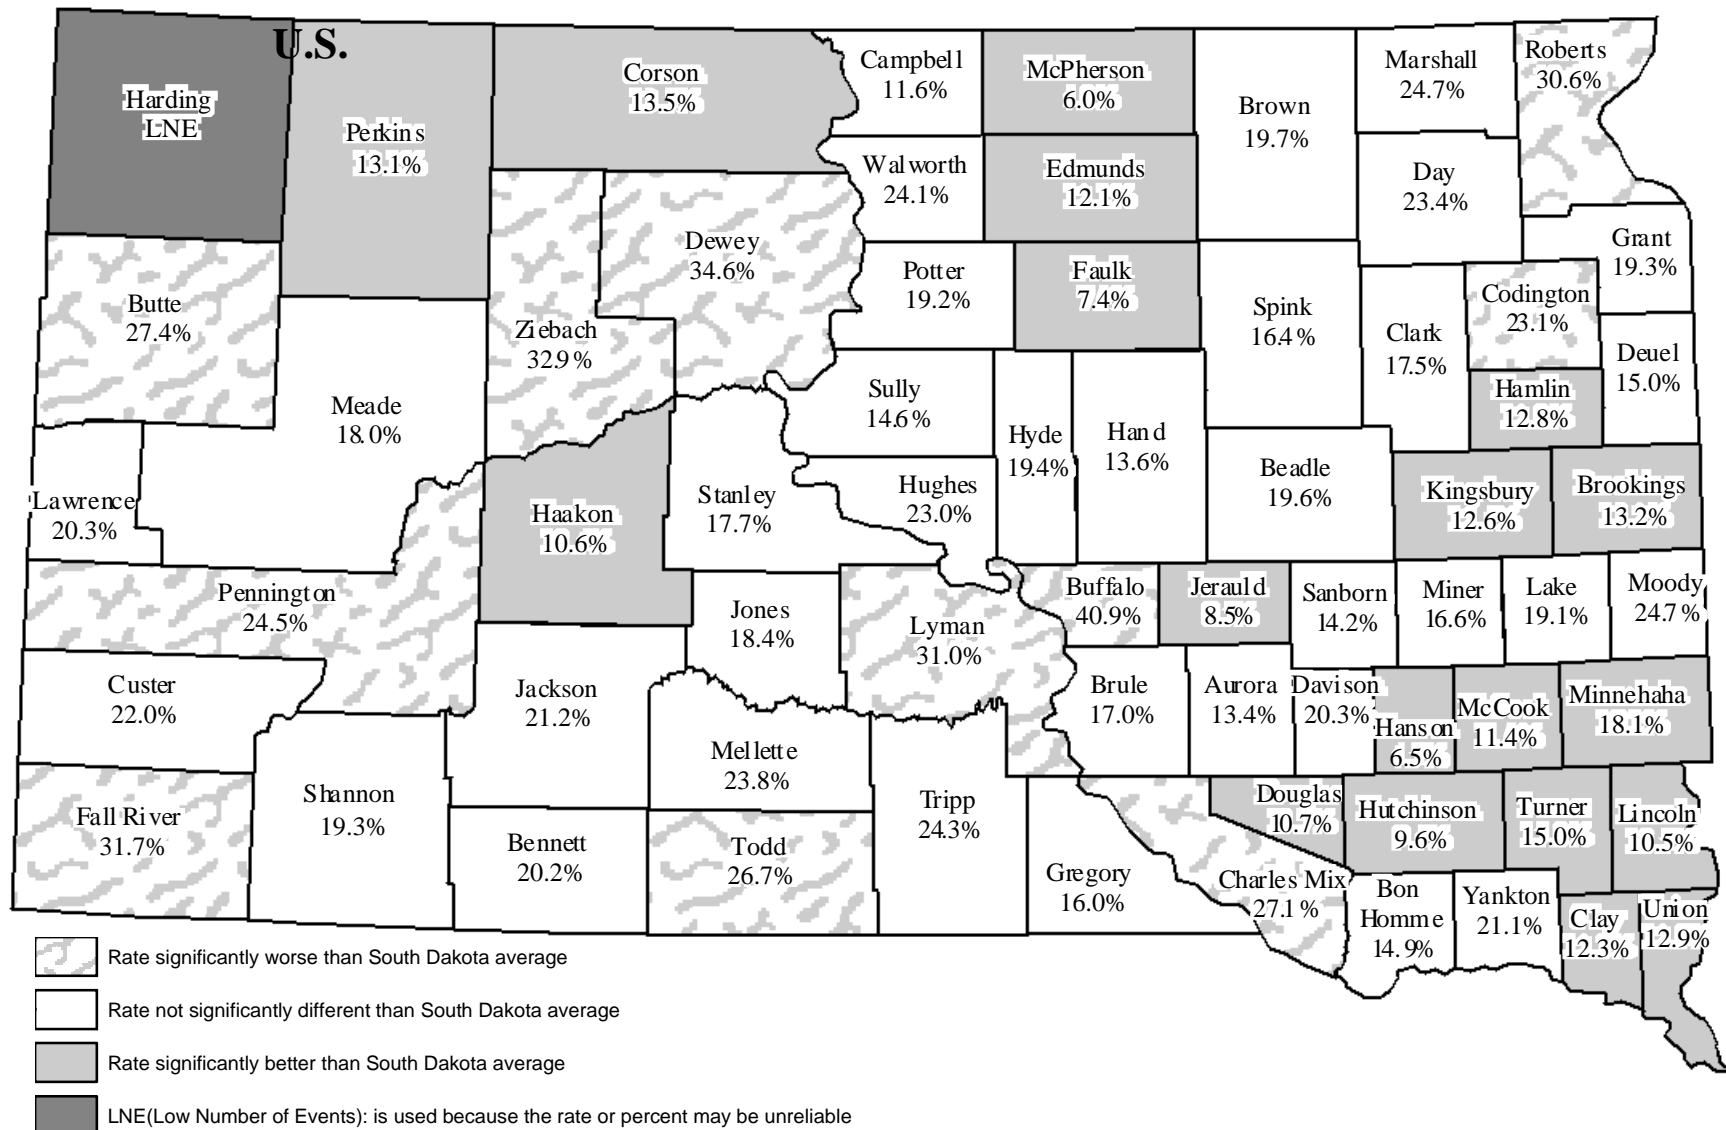 U.S.
Harding
LNE
Perkins
13.1%
Corson
13.5%
Campbell
11.6%
McPherson
6.0%
Brown
19.7%
Marshall
24.7%
Roberts
30.6%
Walworth
24.1%
Edmunds
12.1%
Day
23.4%
Butte
27.4%
Ziebach
32.9%
Dewey
34.6%
Potter
19.2%
Faulk
7.4%
Spink
16.4%
Clark
17.5%
Codington
23.1%
Grant
19.3%
Meade
18.0%
Sully
14.6%
Hyde
19.4%
Hand
13.6%
Hamlin
12.8%
Deuel
15.0%
Lawrence
20.3%
Haakon
10.6%
Stanley
17.7%
Hughes
23.0%
Beadle
19.6%
Kingsbury
12.6%
Brookings
13.2%
Pennington
24.5%
Jones
18.4%
Lyman
31.0%
Buffalo
40.9%
Jerauld
8.5%
Sanborn
14.2%
Miner
16.6%
Lake
19.1%
Moody
24.7%
Custer
22.0%
Jackson
21.2%
Mellette
23.8%
Brule
17.0%
Aurora
13.4%
Davison
20.3%
Hanson
6.5%
McCook
11.4%
Minnehaha
18.1%
Fall River
31.7%
Shannon
19.3%
Bennett
20.2%
Todd
26.7%
Tripp
24.3%
Gregory
16.0%
Charles Mix
27.1%
Douglas
10.7%
Hutchinson
9.6%
Turner
15.0%
Lincoln
10.5%
Bon
Homme
14.9%
Yankton
21.1%
Clay
12.3%
Union
12.9%
Rate significantly worse than South Dakota average
Rate not significantly different than South Dakota average
Rate significantly better than South Dakota average
LNE(Low Number of Events): is used because the rate or percent may be unreliable